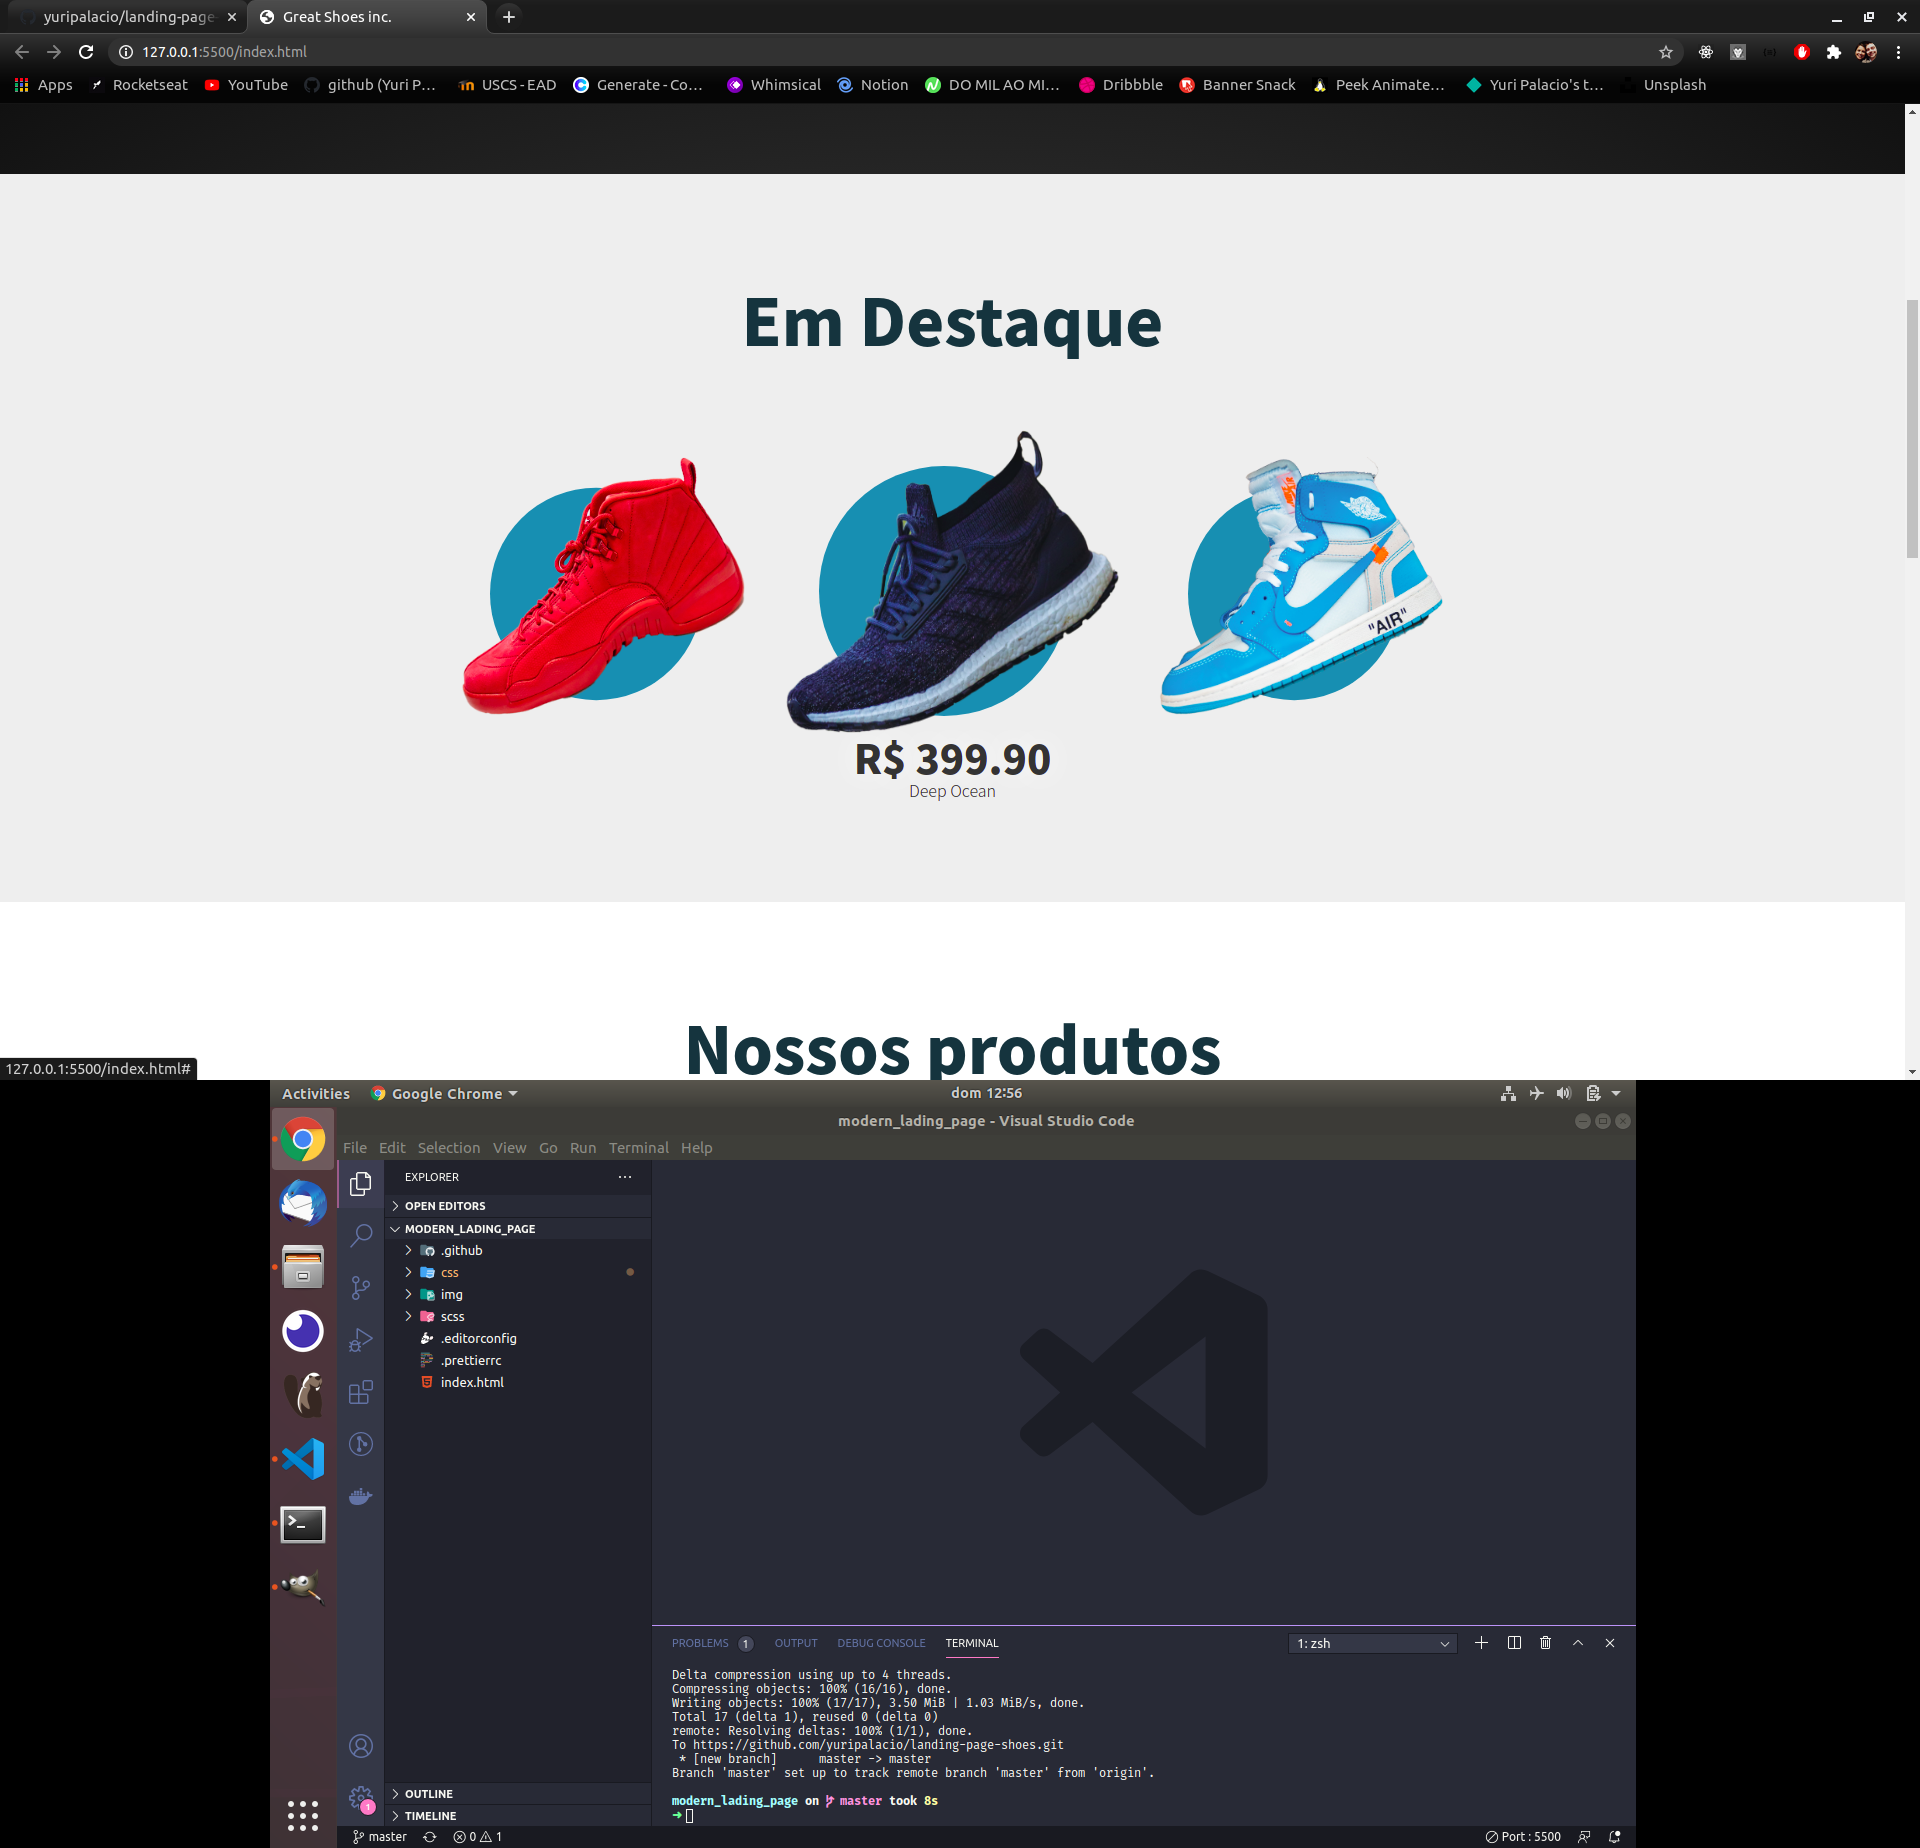 yuripalacio/landing-page-
Great Shoes inc.
127.0.0.1:5500/index.html
Apps
Rocketseat
YouTube
github (Yuri P...
USCS - EAD
Generate - Co...
Whimsical
Notion
DO MIL AO MI...
Dribbble
Banner Snack
Peek Animate...
Yuri Palacio's t...
Unsplash
Em Destaque
"AIR"
R$ 399.90
Deep Ocean
Nossos produtos
127.0.0.1:5500/index.html#
Activities
Google Chrome
dom 12:56
modern_lading_page - Visual Studio Code
File Edit Selection View Go Run Terminal Help
EXPLORER
OPEN EDITORS
MODERN_LADING_PAGE
.github
css
img
scss
.editorconfig
.prettierrc
index.html
PROBLEMS 1 OUTPUT DEBUG CONSOLE TERMINAL
1: zsh
Delta compression using up to 4 threads.
Compressing objects: 100% (16/16), done.
Writing objects: 100% (17/17), 3.50 MiB | 1.03 MiB/s, done.
Total 17 (delta 1), reused 0 (delta 0)
remote: Resolving deltas: 100% (1/1), done.
To https://github.com/yuripalacio/landing-page-shoes.git
* [new branch] master -> master
Branch 'master' set up to track remote branch 'master' from 'origin'.
modern_lading_page on master took 8s
OUTLINE
TIMELINE
1
master
0
1
Port : 5500